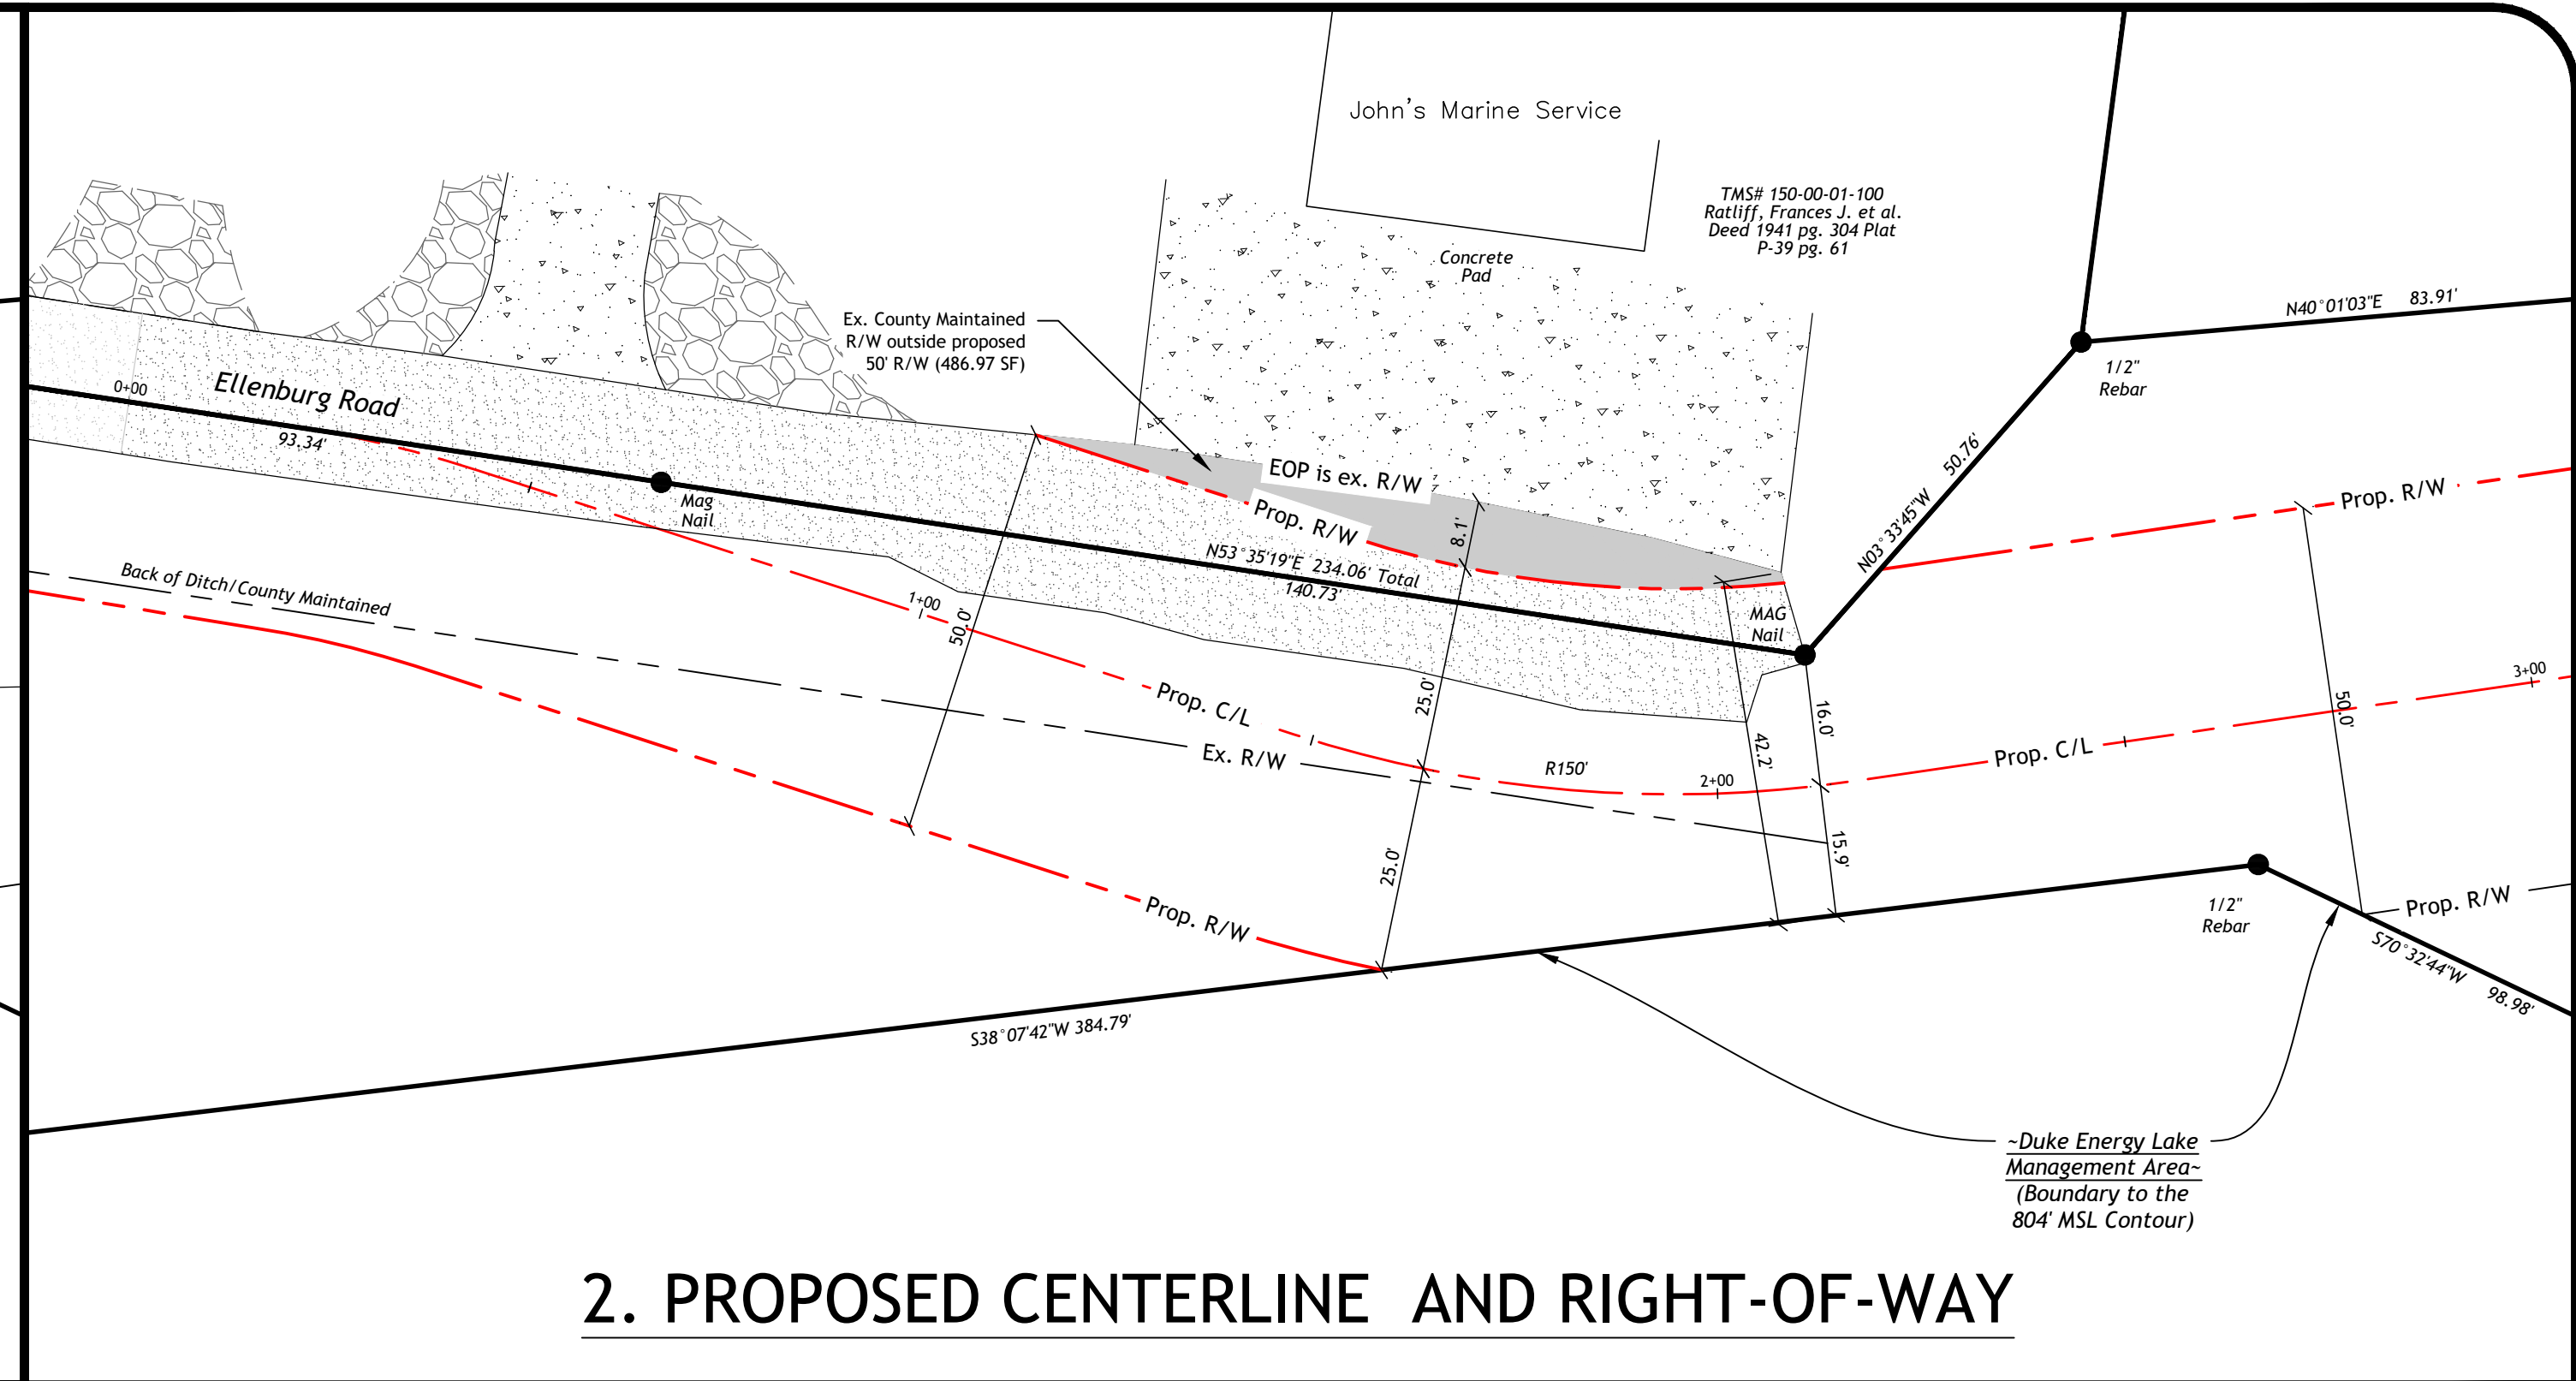 John's Marine Service
TMS# 150-00-01-100
Ratliff, Frances J. et al.
Deed 1941 pg. 304 Plat
P-39 pg. 61
Concrete
Pad
Ex. County Maintained
R/W outside proposed
50' R/W (486.97 SF)
N40°01'03"E 83.91'
1/2"
Rebar
0+00
Ellenburg Road
93.34'
Mag
Nail
EOP is ex. R/W
Prop. R/W
8.1'
N53°35'19"E 234.06' Total
140.73'
N03°33'45"W 50.76'
Prop. R/W
MAG
Nail
Back of Ditch/County Maintained
1+00
50.0'
Prop. C/L
Ex. R/W
25.0'
R150'
2+00
42.2'
16.0'
Prop. C/L
3+00
50.0'
25.0'
15.9'
Prop. R/W
1/2"
Rebar
Prop. R/W
S70°32'44"W 98.98'
S38°07'42"W 384.79'
~Duke Energy Lake
Management Area~
(Boundary to the
804' MSL Contour)
2. PROPOSED CENTERLINE AND RIGHT-OF-WAY